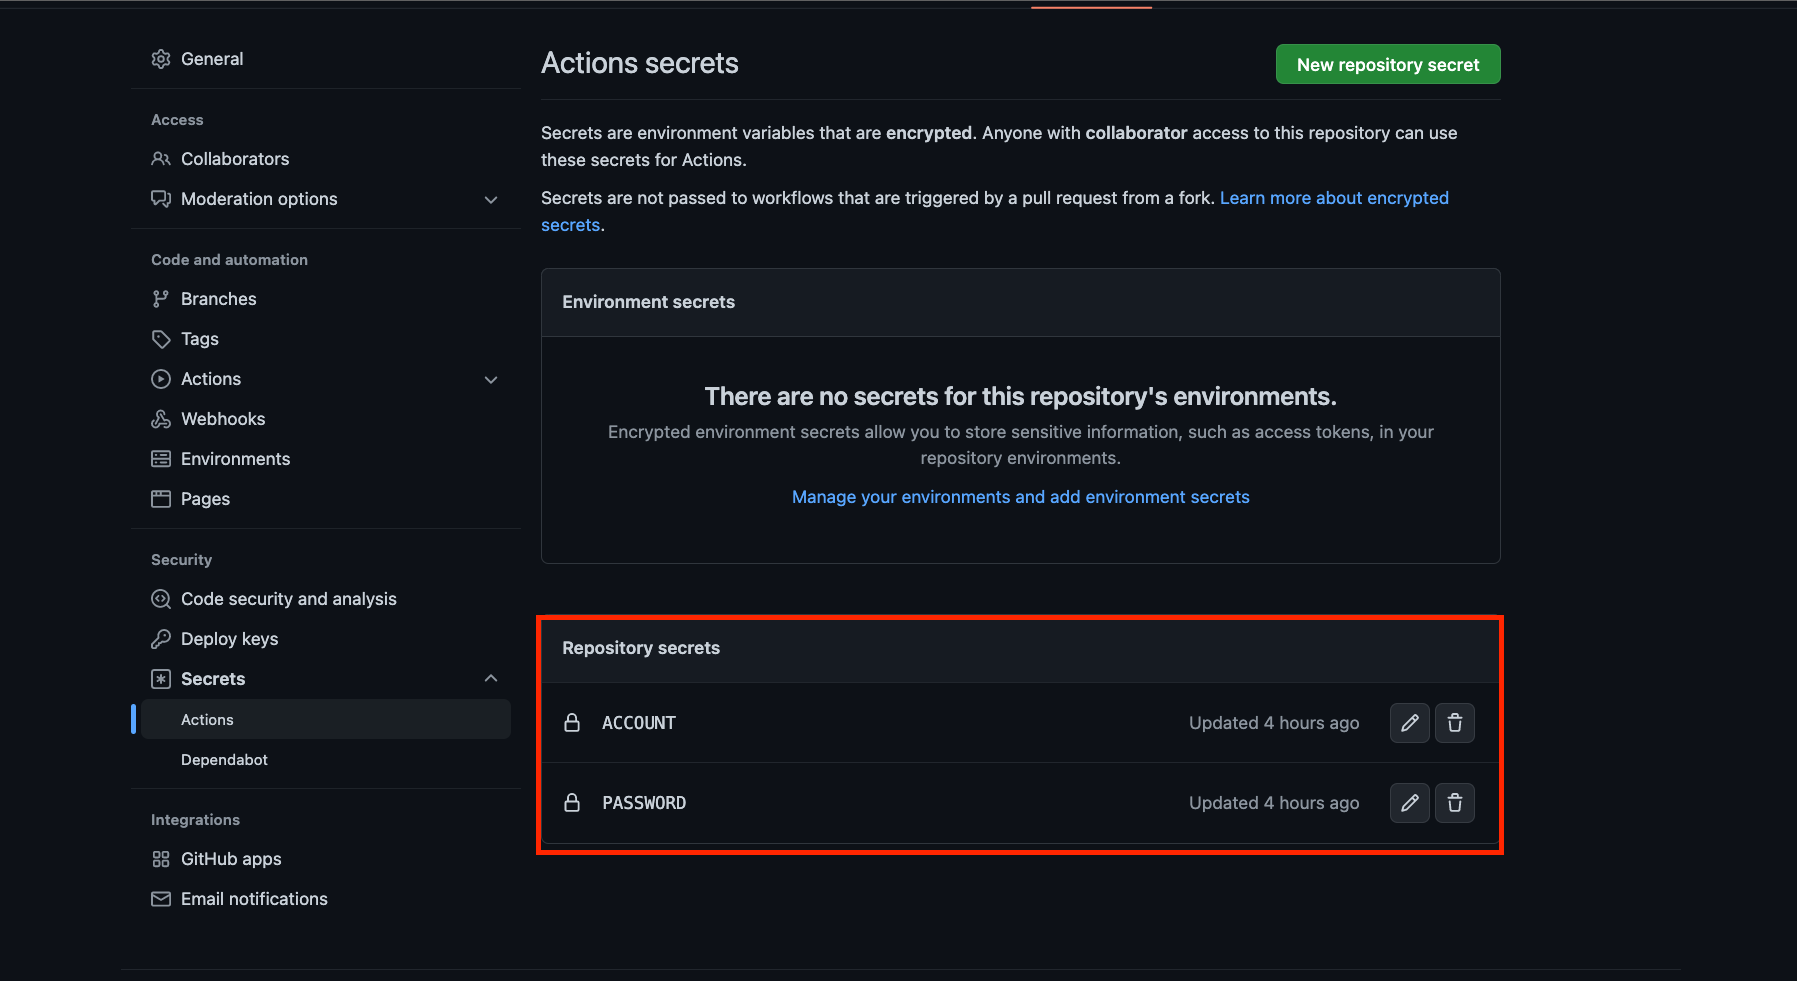 General
Access
Collaborators
Moderation options
Code and automation
Branches
Tags
Actions
Webhooks
Environments
Pages
Security
Code security and analysis
Deploy keys
Secrets
Actions
Dependabot
Integrations
GitHub apps
Email notifications
Actions secrets
New repository secret
Secrets are environment variables that are encrypted. Anyone with collaborator access to this repository can use
these secrets for Actions.
Secrets are not passed to workflows that are triggered by a pull request from a fork. Learn more about encrypted
secrets.
Environment secrets
There are no secrets for this repository's environments.
Encrypted environment secrets allow you to store sensitive information, such as access tokens, in your
repository environments.
Manage your environments and add environment secrets
Repository secrets
ACCOUNT Updated 4 hours ago
PASSWORD Updated 4 hours ago